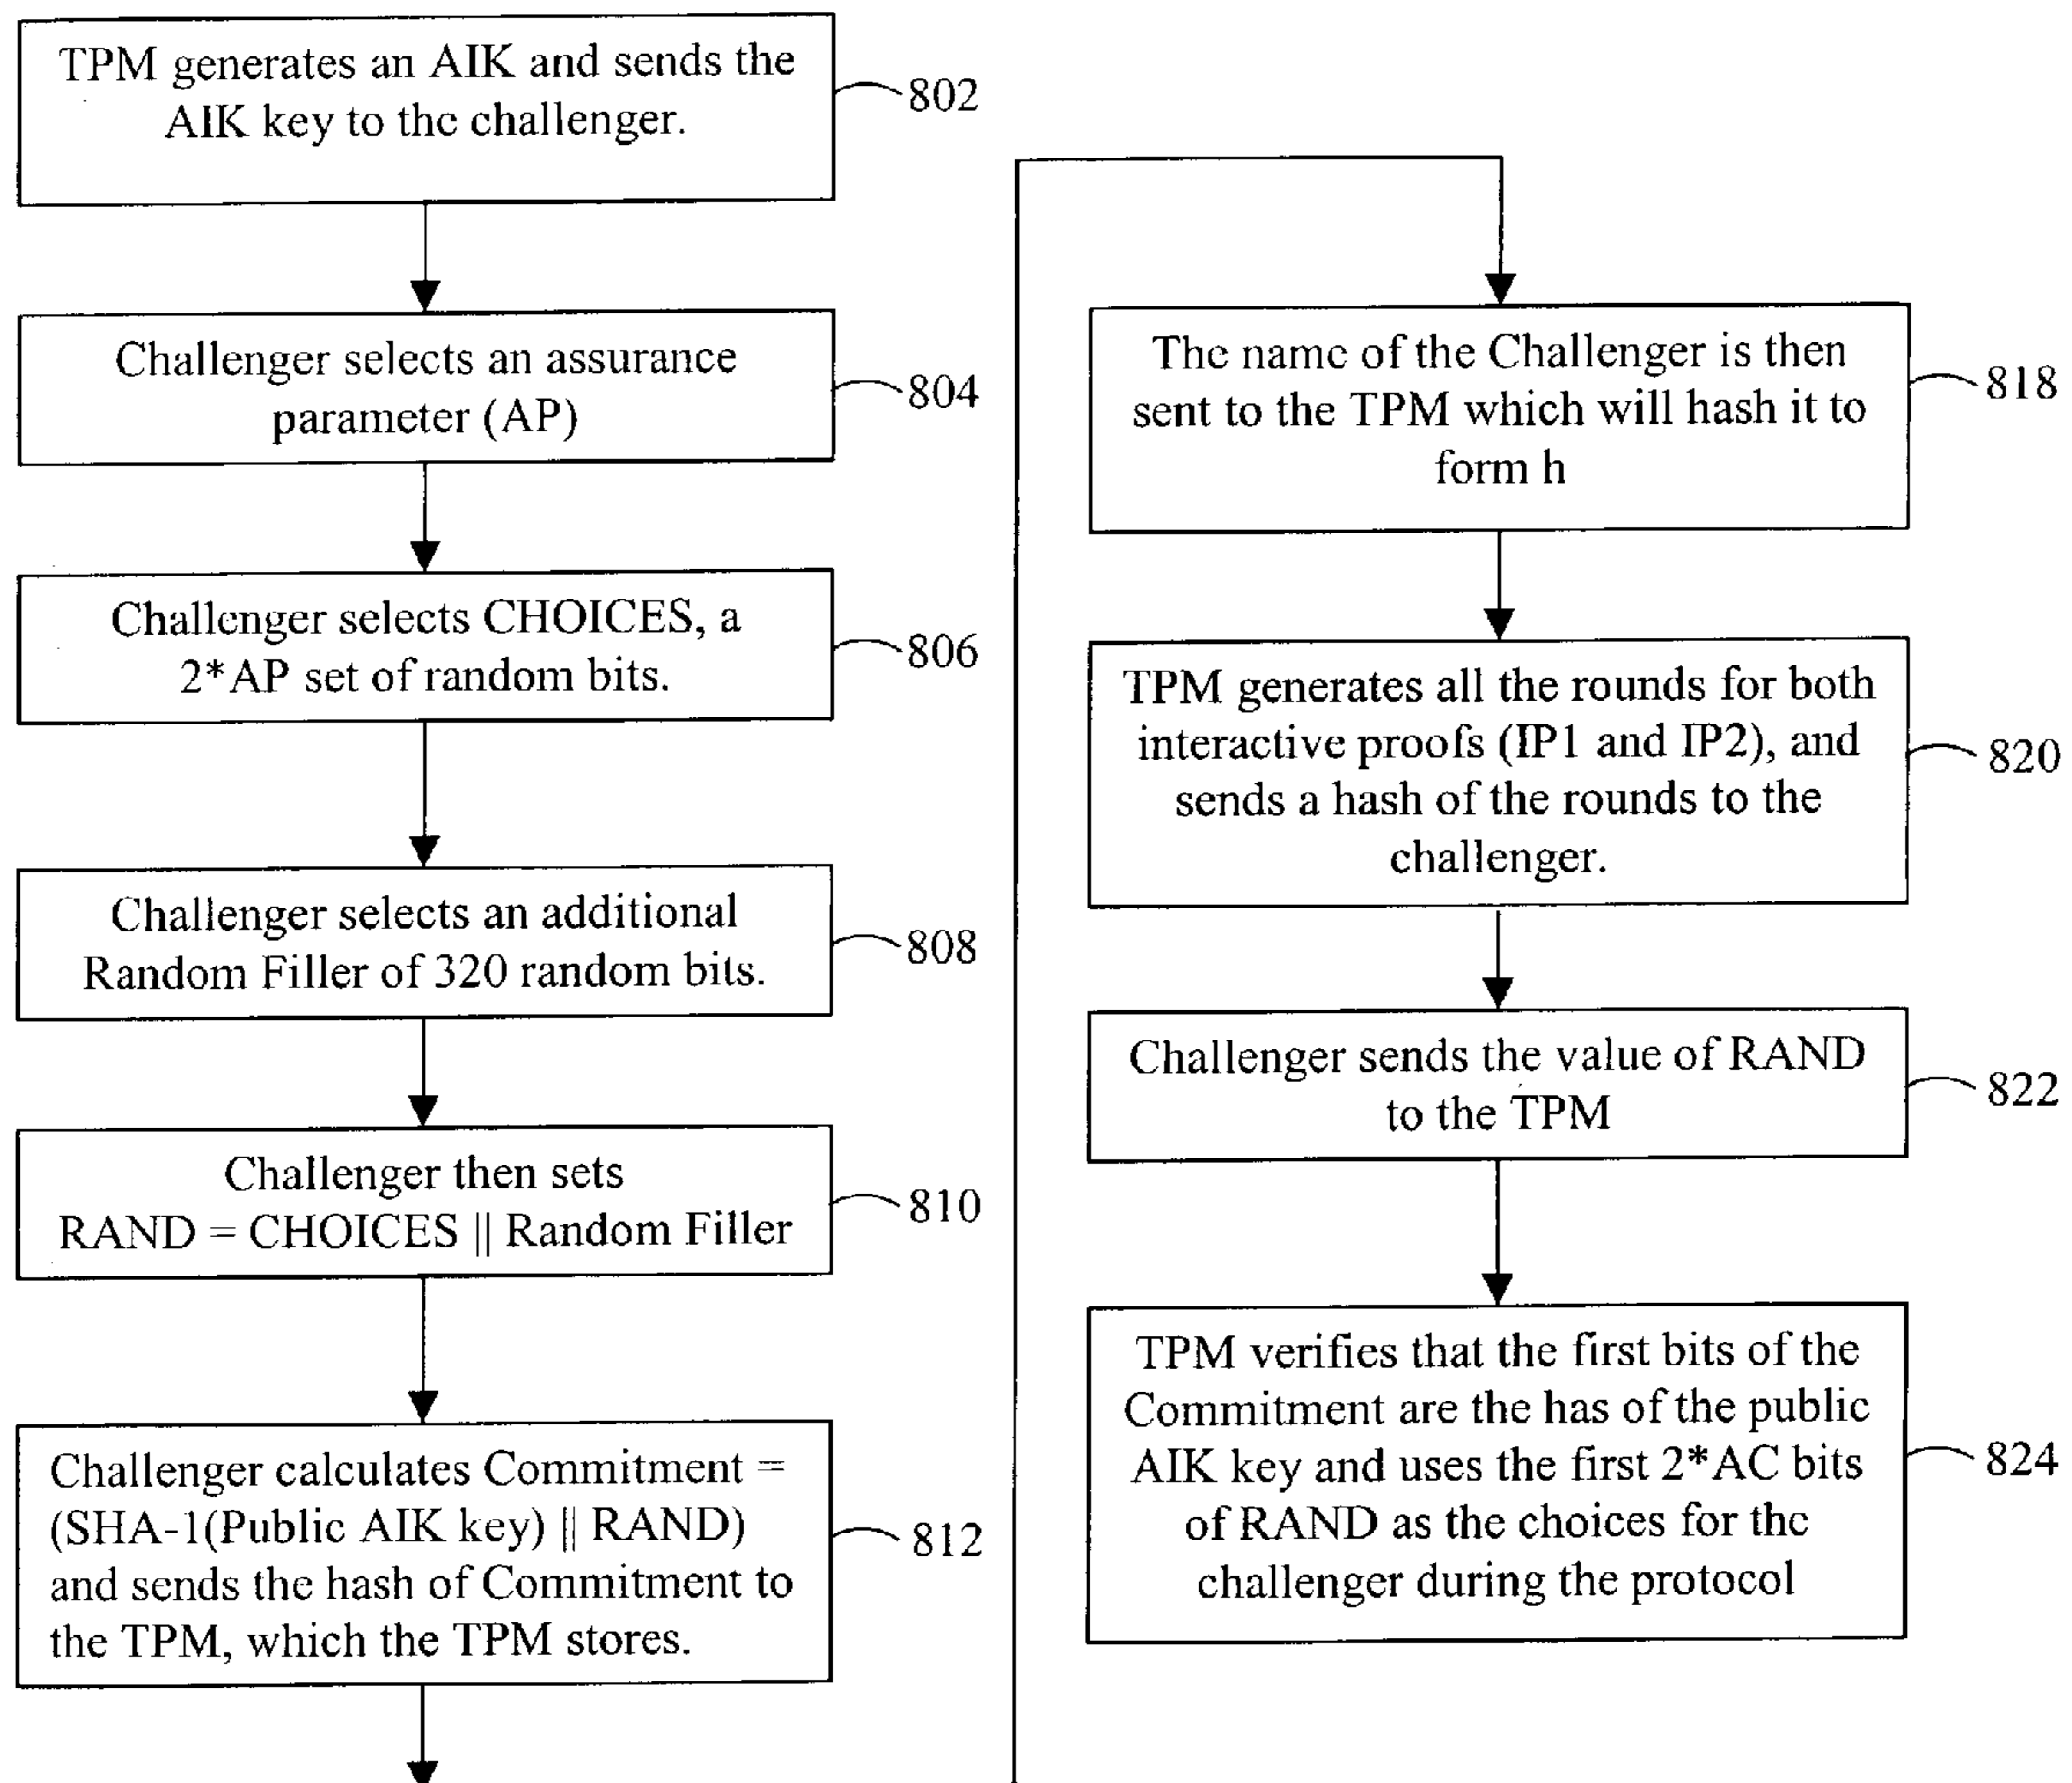 TPM generates an AIK and sends the
AIK key to the challenger.
802
Challenger selects an assurance
parameter (AP)
804
Challenger selects CHOICES, a
2*AP set of random bits.
806
Challenger selects an additional
Random Filler of 320 random bits.
808
Challenger then sets
RAND = CHOICES || Random Filler
810
Challenger calculates Commitment =
(SHA-1(Public AIK key) || RAND)
and sends the hash of Commitment to
the TPM, which the TPM stores.
812
The name of the Challenger is then
sent to the TPM which will hash it to
form h
818
TPM generates all the rounds for both
interactive proofs (IP1 and IP2), and
sends a hash of the rounds to the
challenger.
820
Challenger sends the value of RAND
to the TPM
822
TPM verifies that the first bits of the
Commitment are the has of the public
AIK key and uses the first 2*AC bits
of RAND as the choices for the
challenger during the protocol
824